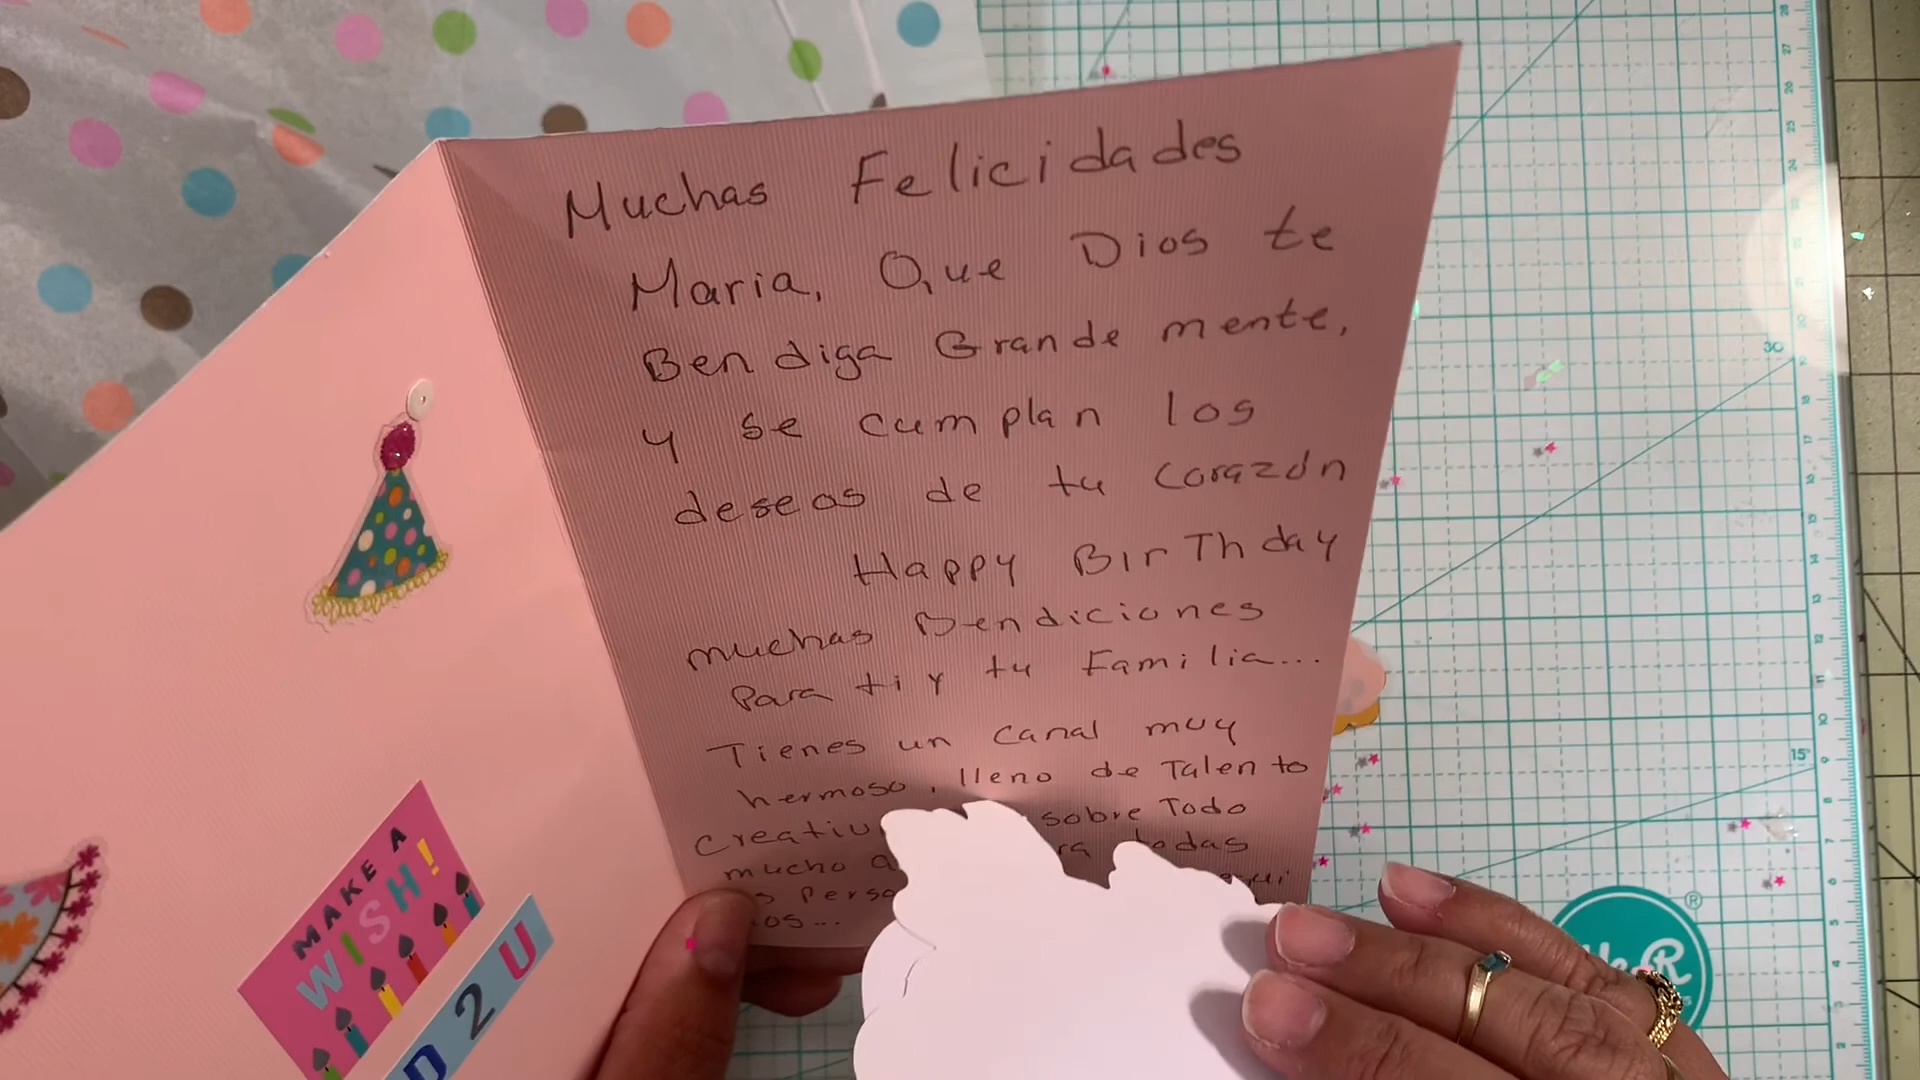 Muchas Felicidades
Maria, Que Dios te
Bendiga Grande mente,
y se cumplan los
deseos de tu corazón
Happy BirThday
muchas Bendiciones
Para ti y tu Familia...
Tienes un canal muy
hermoso, lleno de Talento
sobre Todo
mucho todas
MAKE A
WISH!
2 U
30
15